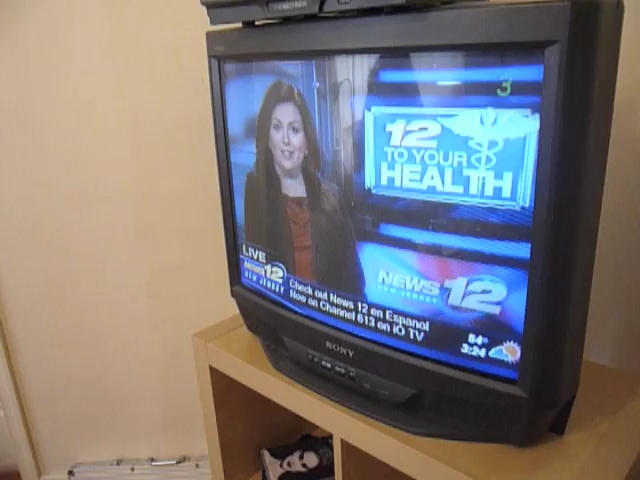 3
12
TO YOUR
HEALTH
LIVE
NEWS 12
NEW JERSEY
NEWS 12
NEW JERSEY
Check out News 12 en Espanol
Now on Channel 613 on iO TV
54°
3:24
SONY